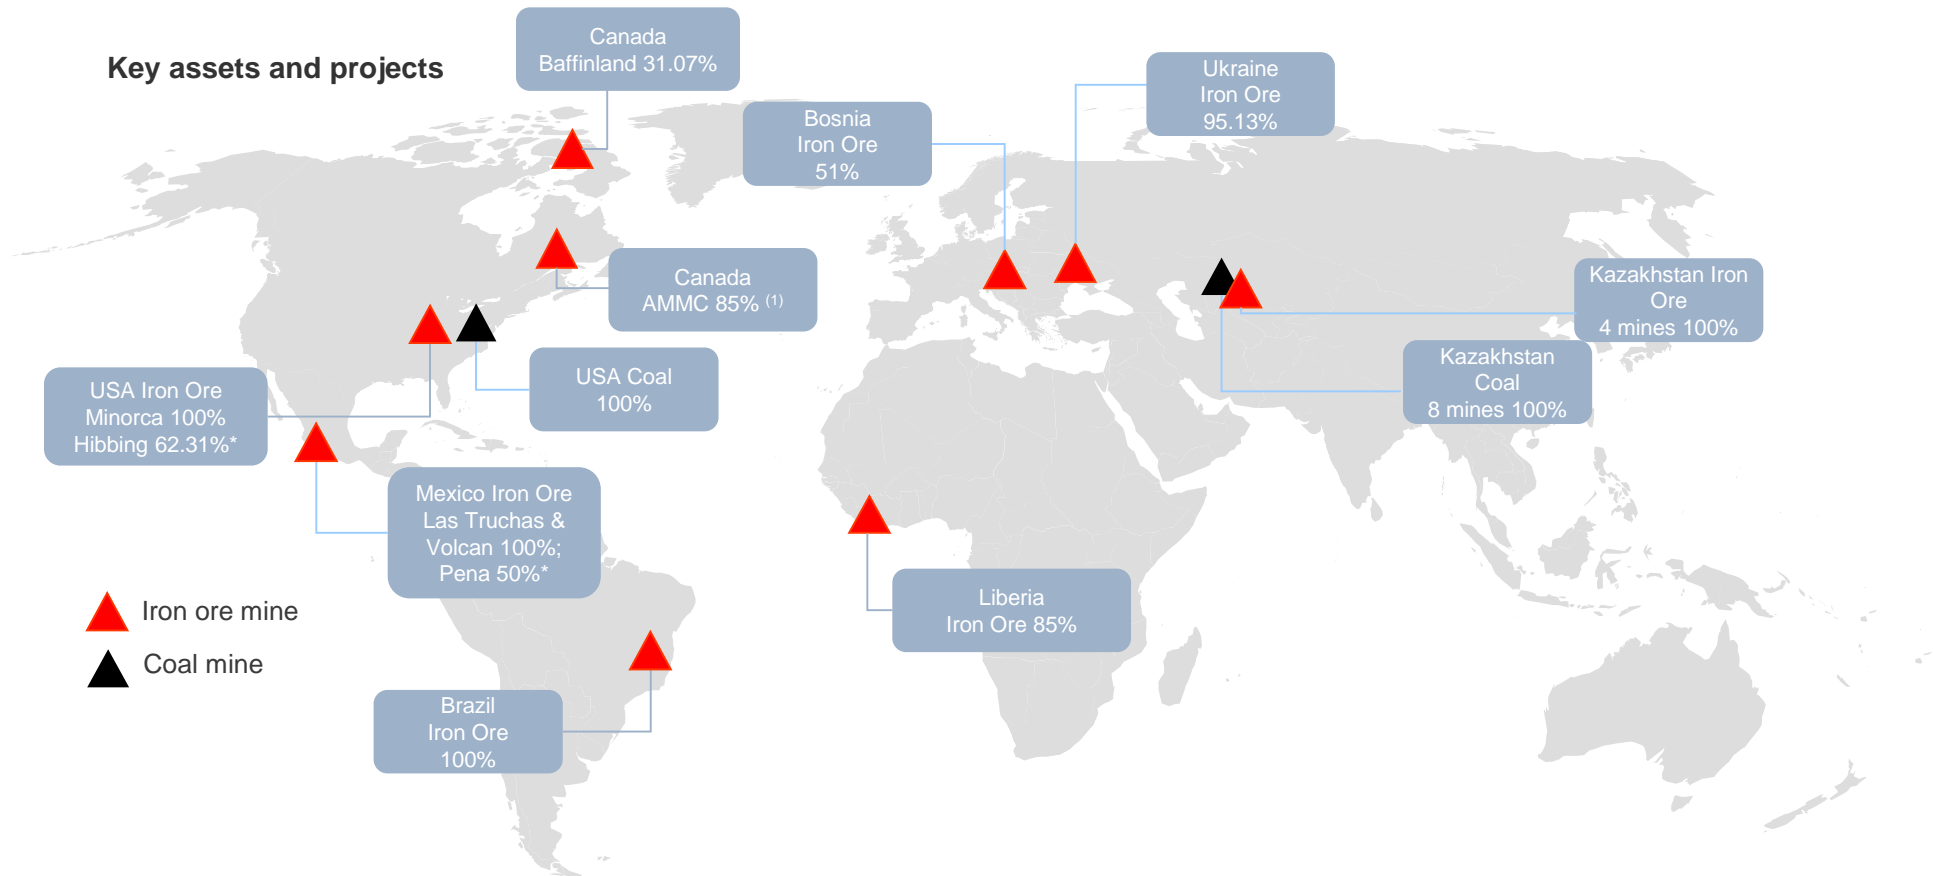 Key assets and projects
Canada
Baffinland 31.07%
Ukraine
Iron Ore
95.13%
Bosnia
Iron Ore
51%
Canada
AMMC 85% (1)
Kazakhstan Iron
Ore
4 mines 100%
Kazakhstan
Coal
8 mines 100%
USA Coal
100%
USA Iron Ore
Minorca 100%
Hibbing 62.31%*
Mexico Iron Ore
Las Truchas &
Volcan 100%;
Pena 50%*
Liberia
Iron Ore 85%
Iron ore mine
Coal mine
Brazil
Iron Ore
100%